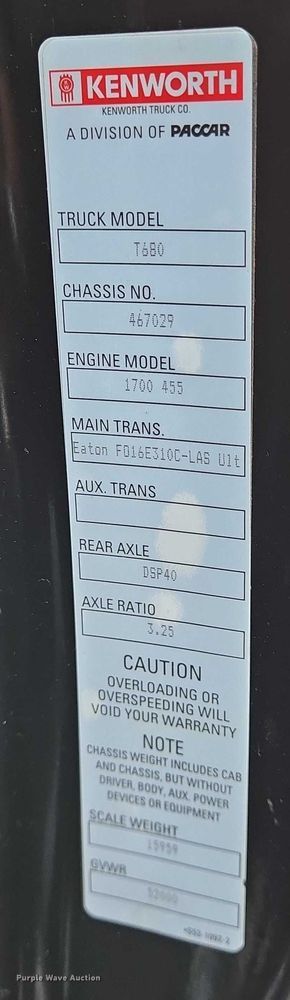 KENWORTH
KENWORTH TRUCK CO.
A DIVISION OF PACCAR
TRUCK MODEL
T680
CHASSIS NO.
467029
ENGINE MODEL
1700 455
MAIN TRANS.
Eaton FO16E310C-LAS Ult
AUX. TRANS
REAR AXLE
DSP40
AXLE RATIO
3.25
CAUTION
OVERLOADING OR
OVERSPEEDING WILL
VOID YOUR WARRANTY
NOTE
CHASSIS WEIGHT INCLUDES CAB
AND CHASSIS, BUT WITHOUT
DRIVER, BODY, AUX. POWER
DEVICES OR EQUIPMENT
SCALE WEIGHT
15959
GVWR
52000
Purple Wave Auction